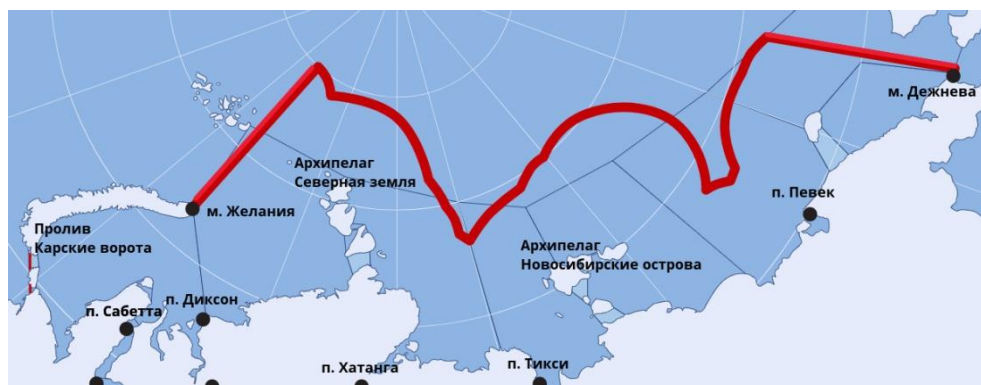 м. Дежнева
Архипелаг
Северная земля
п. Певек
м. Желания
Пролив
Карские ворота
Архипелаг
Новосибирские острова
п. Сабетта
п. Диксон
п. Хатанга
п. Тикси